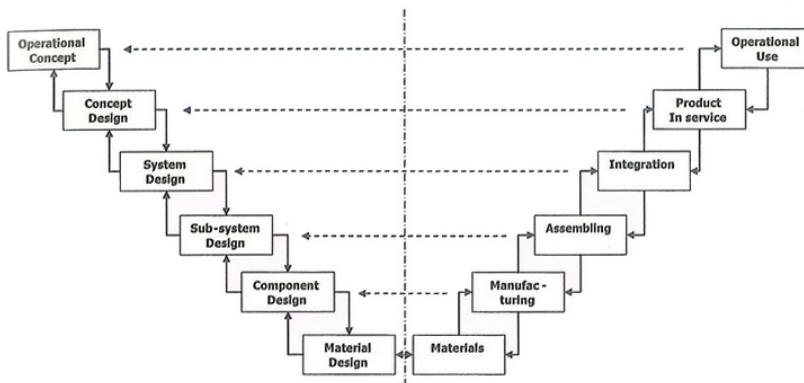 Operational
Concept
Operational
Use
Concept
Design
Product
In service
System
Design
Integration
Sub-system
Design
Assembling
Component
Design
Manufac -
turing
Material
Design
Materials